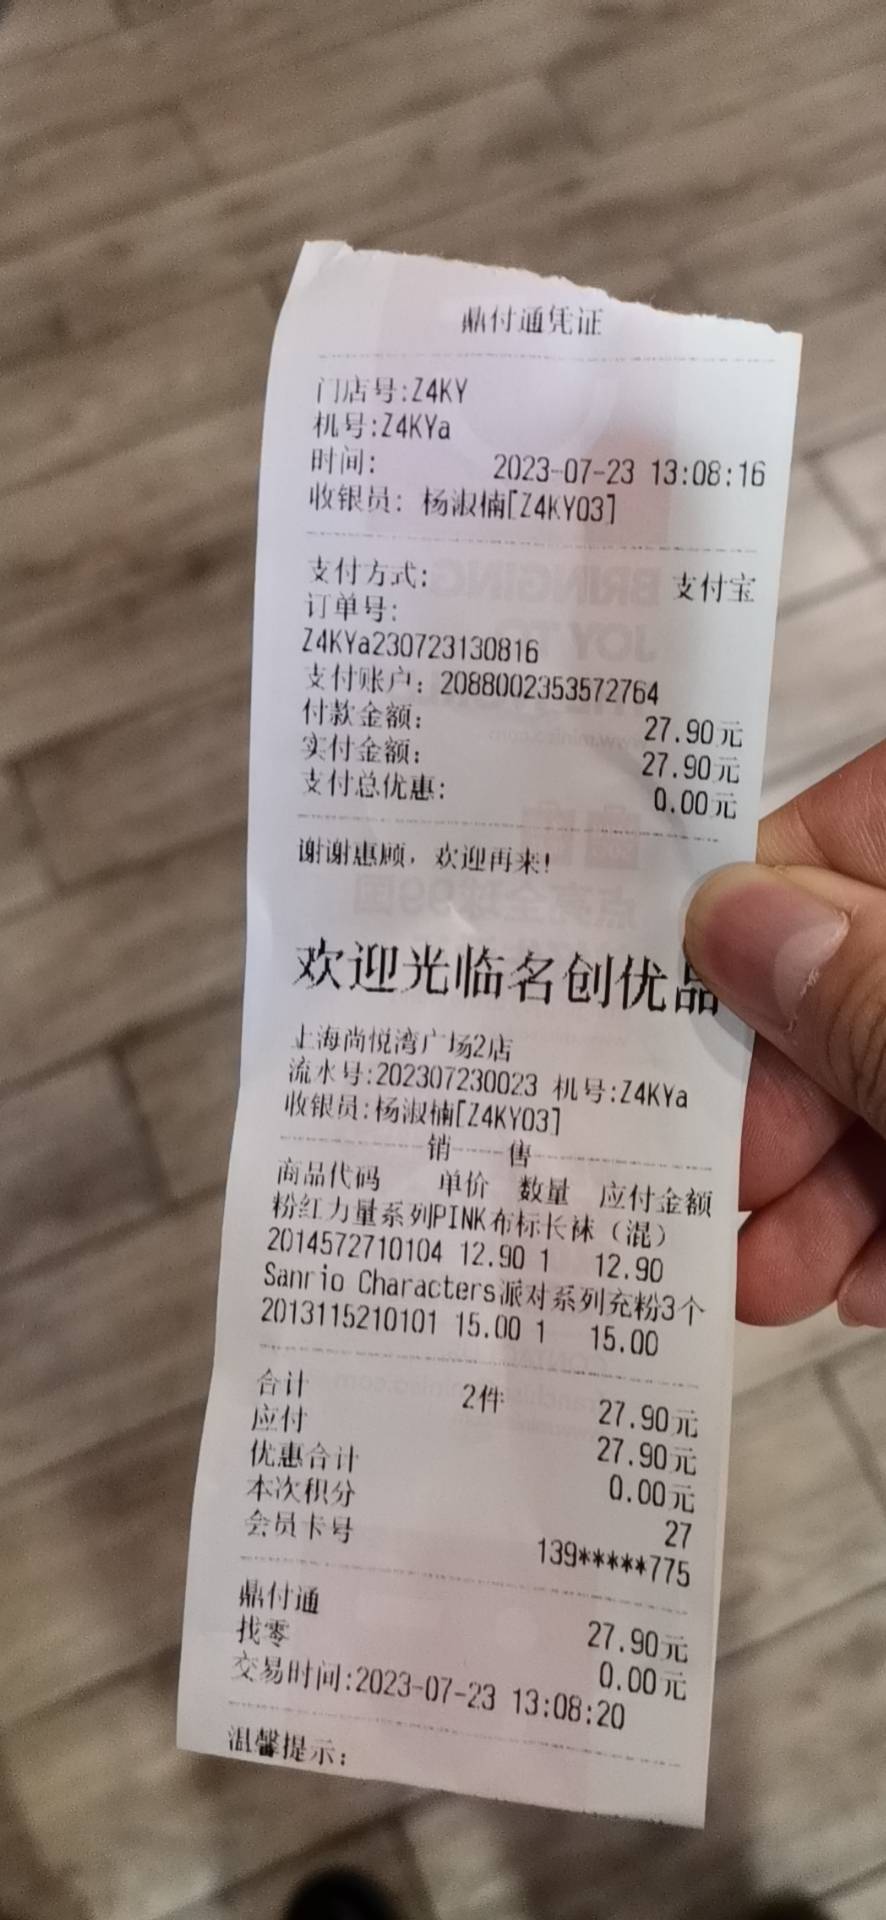 鼎付通凭证
门店号:Z4KY
机号:Z4KYa
时间: 2023-07-23 13:08:16
收银员: 杨淑楠[Z4KY03]
支付方式: 支付宝
订单号:
Z4KYa230723130816
支付账户: 2088002353572764
付款金额: 27.90元
实付金额: 27.90元
支付总优惠: 0.00元
谢谢惠顾，欢迎再来!
欢迎光临名创优品
上海尚悦湾广场2店
流水号:202307230023 机号:Z4KYa
收银员:杨淑楠[Z4KY03]
销 售
商品代码 单价 数量 应付金额
粉红力量系列PINK布标长袜（混）
2014572710104 12.90 1 12.90
Sanrio Characters派对系列充粉3个
2013115210101 15.00 1 15.00
合计 2件 27.90元
应付 27.90元
优惠合计 0.00元
本次积分 27
会员卡号 139*****775
鼎付通 27.90元
找零 0.00元
交易时间:2023-07-23 13:08:20
温馨提示: